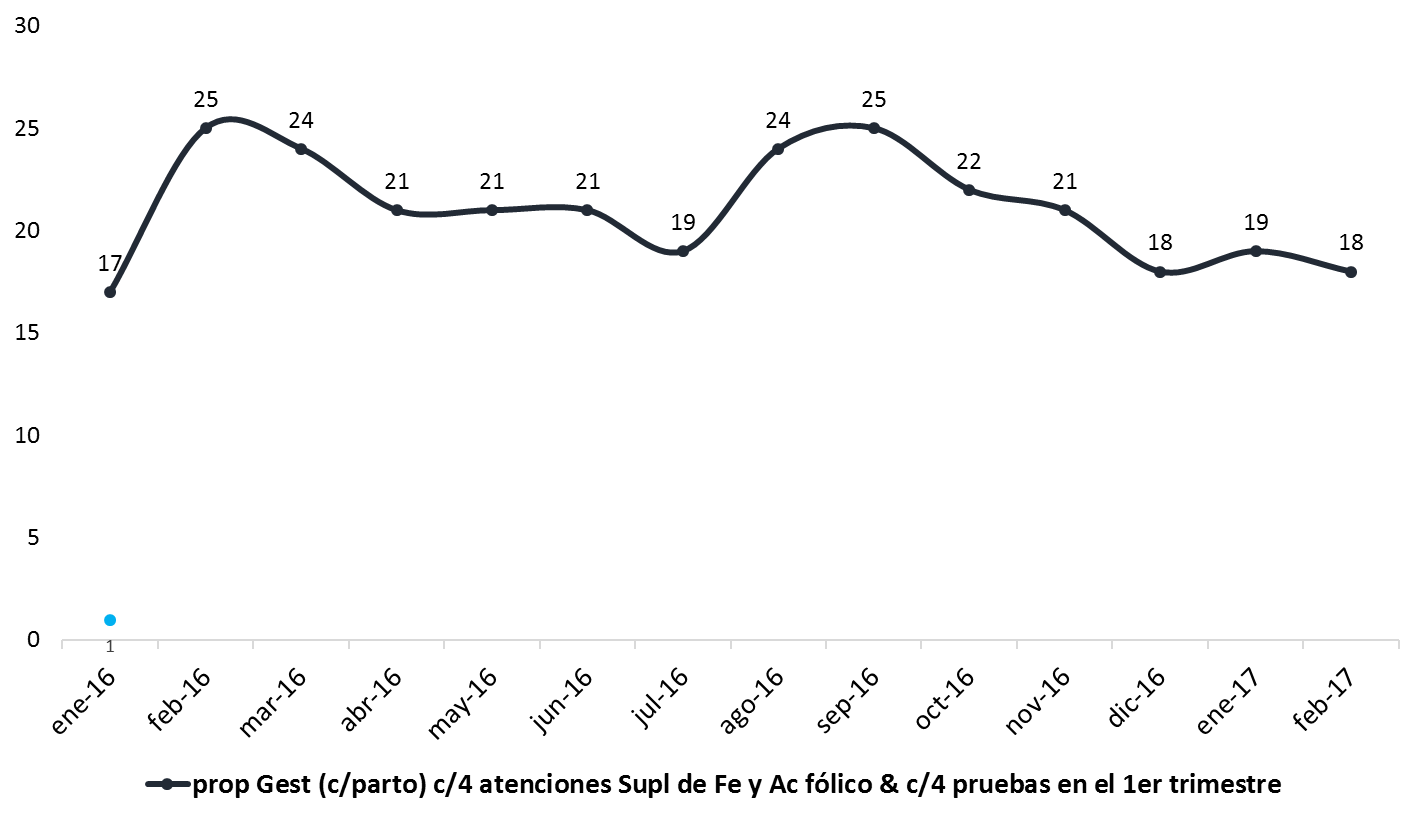 30
25
20
15
10
5
0
17
25
24
21
21
21
19
24
25
22
21
18
19
18
1
ene-16
feb-16
mar-16
abr-16
may-16
jun-16
jul-16
ago-16
sep-16
oct-16
nov-16
dic-16
ene-17
feb-17
prop Gest (c/parto) c/4 atenciones Supl de Fe y Ac fólico & c/4 pruebas en el 1er trimestre